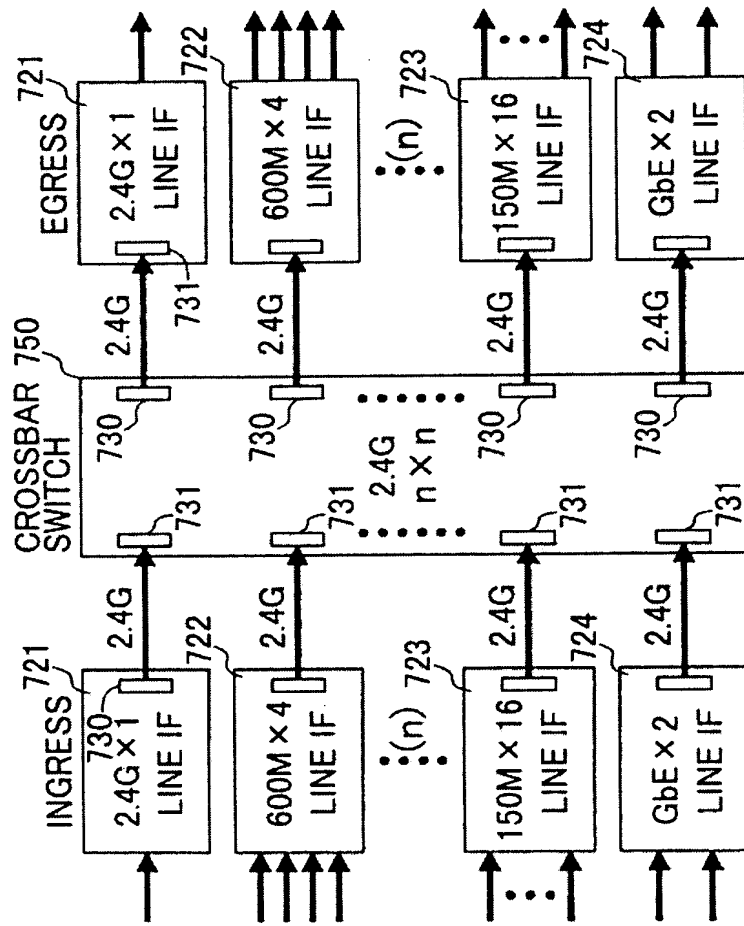 INGRESS
721
730
2.4G × 1
LINE IF
722
600M × 4
LINE IF
(n)
723
150M × 16
LINE IF
724
GbE × 2
LINE IF
2.4G
2.4G
2.4G
2.4G
CROSSBAR
SWITCH
750
731
731
731
731
2.4G
n × n
730
730
730
730
2.4G
2.4G
2.4G
2.4G
EGRESS
721
2.4G × 1
LINE IF
731
722
600M × 4
LINE IF
(n)
723
150M × 16
LINE IF
724
GbE × 2
LINE IF